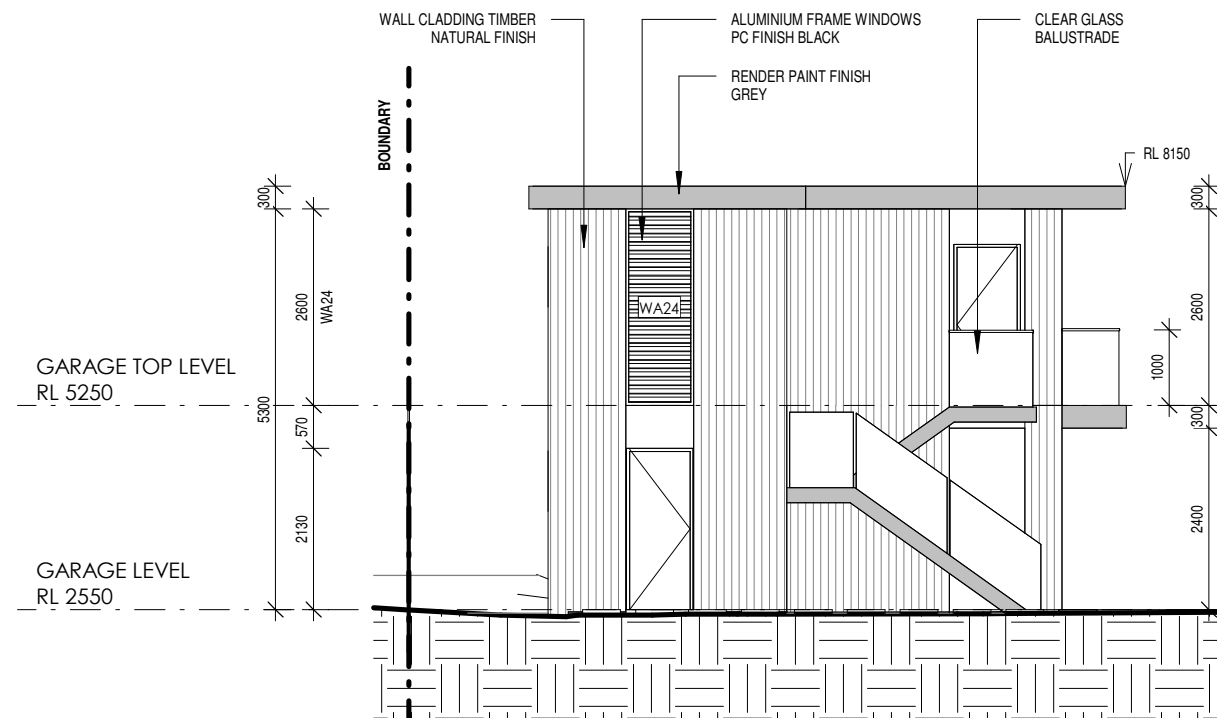 WALL CLADDING TIMBER
NATURAL FINISH
ALUMINIUM FRAME WINDOWS
PC FINISH BLACK
CLEAR GLASS
BALUSTRADE
RENDER PAINT FINISH
GREY
BOUNDARY
RL 8150
300
300
2600
WA24
WA24
2600
1000
GARAGE TOP LEVEL
RL 5250
5300
570
300
2130
2400
GARAGE LEVEL
RL 2550